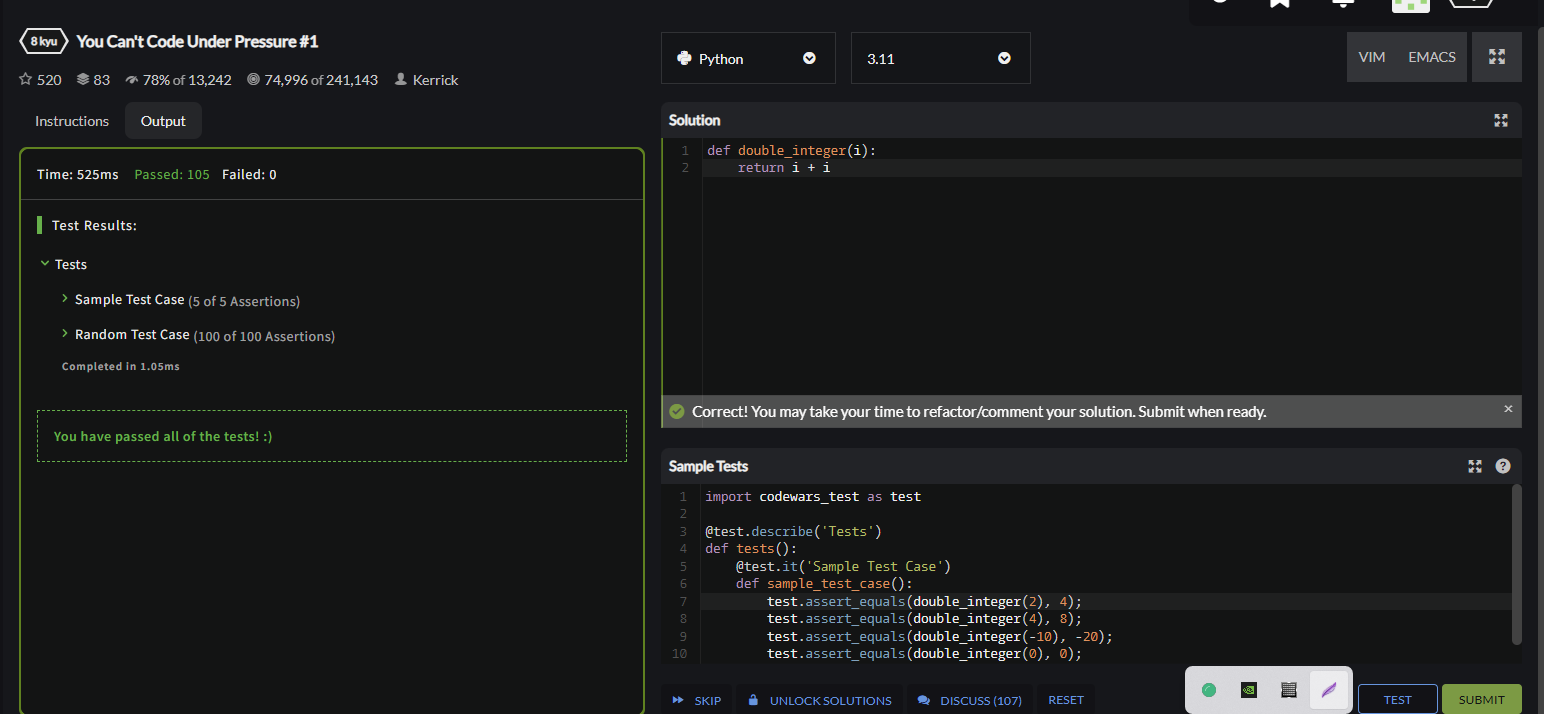 8 kyu You Can't Code Under Pressure #1
520 83 78% of 13,242 74,996 of 241,143 Kerrick
Instructions Output
Time: 525ms Passed: 105 Failed: 0
Test Results:
Tests
Sample Test Case (5 of 5 Assertions)
Random Test Case (100 of 100 Assertions)
Completed in 1.05ms
You have passed all of the tests! :)
Python 3.11 VIM EMACS
Solution
1 def double_integer(i):
2     return i + i
Correct! You may take your time to refactor/comment your solution. Submit when ready. ×
Sample Tests ?
1 import codewars_test as test
2
3 @test.describe('Tests')
4 def tests():
5     @test.it('Sample Test Case')
6     def sample_test_case():
7         test.assert_equals(double_integer(2), 4);
8         test.assert_equals(double_integer(4), 8);
9         test.assert_equals(double_integer(-10), -20);
10         test.assert_equals(double_integer(0), 0);
SKIP UNLOCK SOLUTIONS DISCUSS (107) RESET TEST SUBMIT